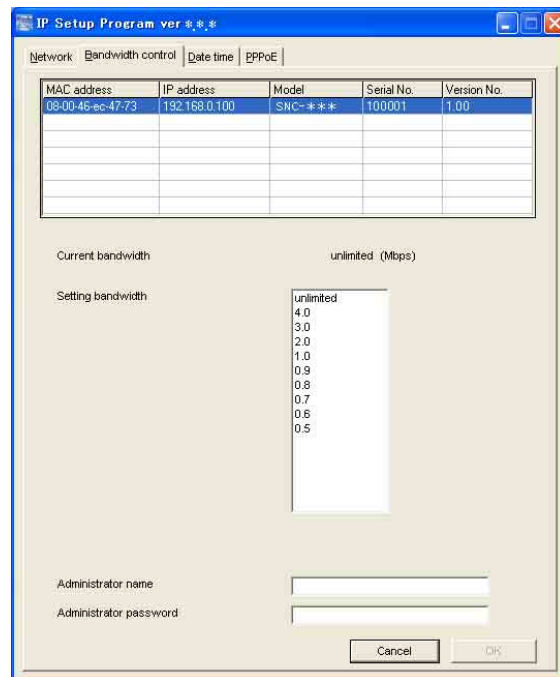 IP Setup Program ver *.*.*
Network Bandwidth control Date time PPPoE
MAC address IP address Model Serial No. Version No.
08-00-46-ec-47-73 192.168.0.100 SNC-*** 100001 1.00
Current bandwidth unlimited (Mbps)
Setting bandwidth
unlimited
4.0
3.0
2.0
1.0
0.9
0.8
0.7
0.6
0.5
Administrator name
Administrator password
Cancel OK